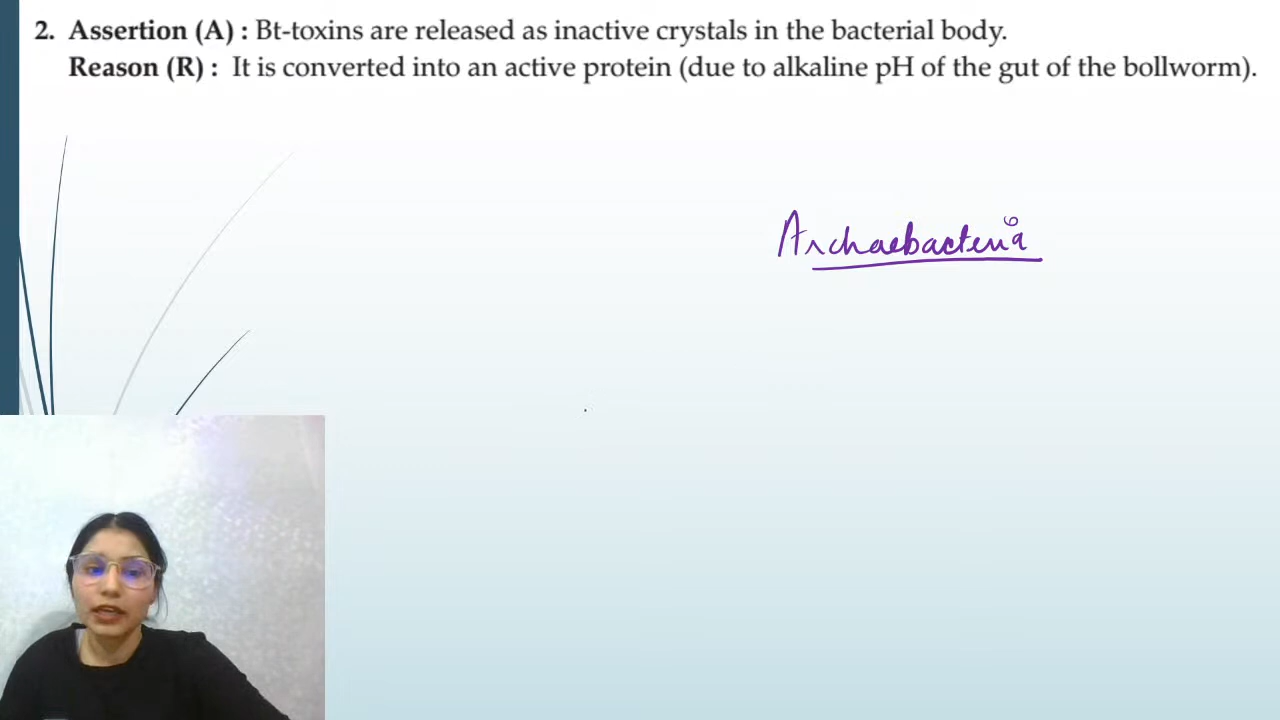 2. Assertion (A) : Bt-toxins are released as inactive crystals in the bacterial body.
Reason (R) : It is converted into an active protein (due to alkaline pH of the gut of the bollworm).
Archaebacteria